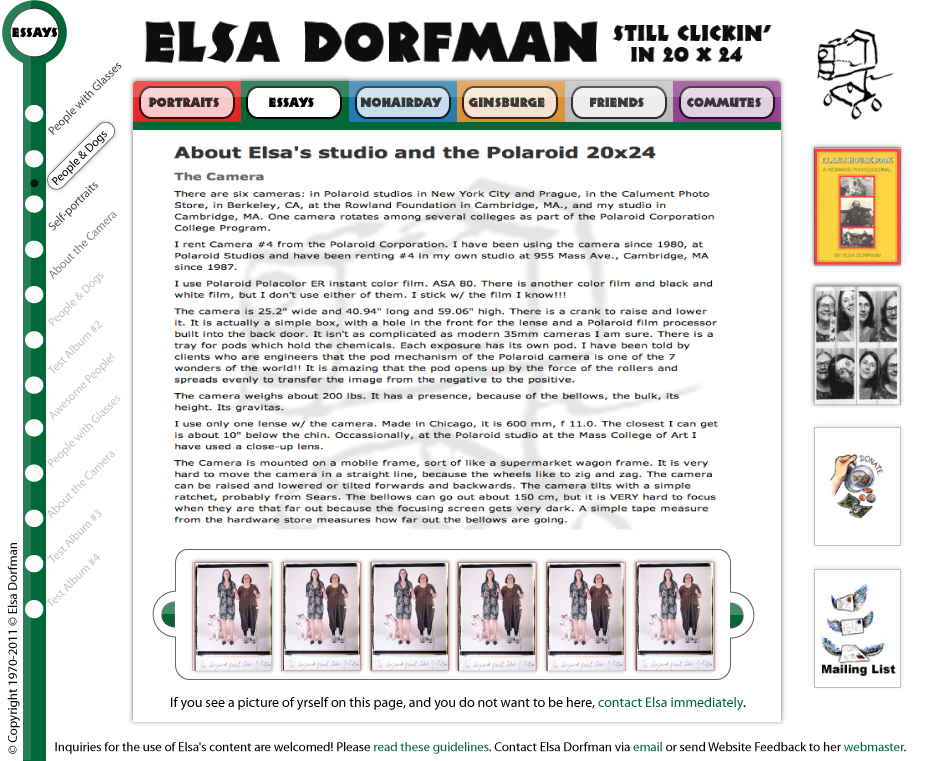 ESSAYS
ELSA DORFMAN
STILL CLICKIN'
IN 20 X 24
PORTRAITS
ESSAYS
NOHAIRDAY
GINSBURGE
FRIENDS
COMMUTES
People with Glasses
People & Dogs
Self-portraits
About the Camera
People & Dogs
Test Album #2
Awesome People!
People with Glasses
About the Camera
Test Album #3
Test Album #4
© Copyright 1970-2011 © Elsa Dorfman
About Elsa's studio and the Polaroid 20x24
The Camera
There are six cameras: in Polaroid studios in New York City and Prague, in the Calument Photo
Store, in Berkeley, CA, at the Rowland Foundation in Cambridge, MA., and my studio in
Cambridge, MA. One camera rotates among several colleges as part of the Polaroid Corporation
College Program.
I rent Camera #4 from the Polaroid Corporation. I have been using the camera since 1980, at
Polaroid Studios and have been renting #4 in my own studio at 955 Mass Ave., Cambridge, MA
since 1987.
I use Polaroid Polacolor ER instant color film. ASA 80. There is another color film and black and
white film, but I don't use either of them. I stick w/ the film I know!!!
The camera is 25.2" wide and 40.94" long and 59.06" high. There is a crank to raise and lower
it. It is actually a simple box, with a hole in the front for the lense and a Polaroid film processor
built into the back door. It isn't as complicated as modern 35mm cameras I am sure. There is a
tray for pods which hold the chemicals. Each exposure has its own pod. I have been told by
clients who are engineers that the pod mechanism of the Polaroid camera is one of the 7
wonders of the world!! It is amazing that the pod opens up by the force of the rollers and
spreads evenly to transfer the image from the negative to the positive.
The camera weighs about 200 lbs. It has a presence, because of the bellows, the bulk, its
height. Its gravitas.
I use only one lense w/ the camera. Made in Chicago, it is 600 mm, f 11.0. The closest I can get
is about 10" below the chin. Occassionally, at the Polaroid studio at the Mass College of Art I
have used a close-up lens.
The Camera is mounted on a mobile frame, sort of like a supermarket wagon frame. It is very
hard to move the camera in a straight line, because the wheels like to zig and zag. The camera
can be raised and lowered or tilted forwards and backwards. The camera tilts with a simple
ratchet, probably from Sears. The bellows can go out about 150 cm, but it is VERY hard to focus
when they are that far out because the focusing screen gets very dark. A simple tape measure
from the hardware store measures how far out the bellows are going.
If you see a picture of yrself on this page, and you do not want to be here, contact Elsa immediately.
ELSA'S HOUSEBOOK
A WOMAN'S PHOTOJOURNAL
BY ELSA DORFMAN
DONATE
Mailing List
Inquiries for the use of Elsa's content are welcomed! Please read these guidelines. Contact Elsa Dorfman via email or send Website Feedback to her webmaster.